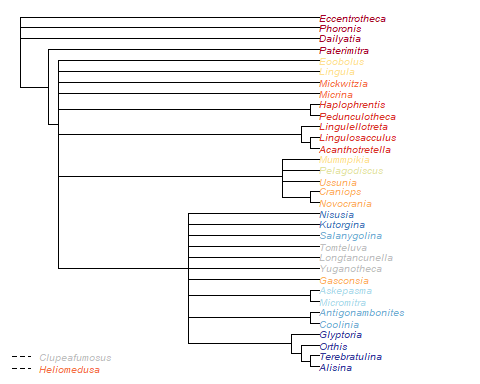 Eccentrotheca
Phoronis
Dailyatia
Paterimitra
Eoobolus
Lingula
Mickwitzia
Micrina
Haplophrentis
Pedunculotheca
Lingulellotreta
Lingulosacculus
Acanthotretella
Mummpikia
Pelagodiscus
Ussunia
Craniops
Novocrania
Nisusia
Kutorgina
Salanygolina
Tomteluva
Longtancunella
Yuganotheca
Gasconsia
Askepasma
Micromitra
Antigonambonites
Coolinia
Glyptoria
Orthis
Terebratulina
Alisina
Clupeafumosus
Heliomedusa